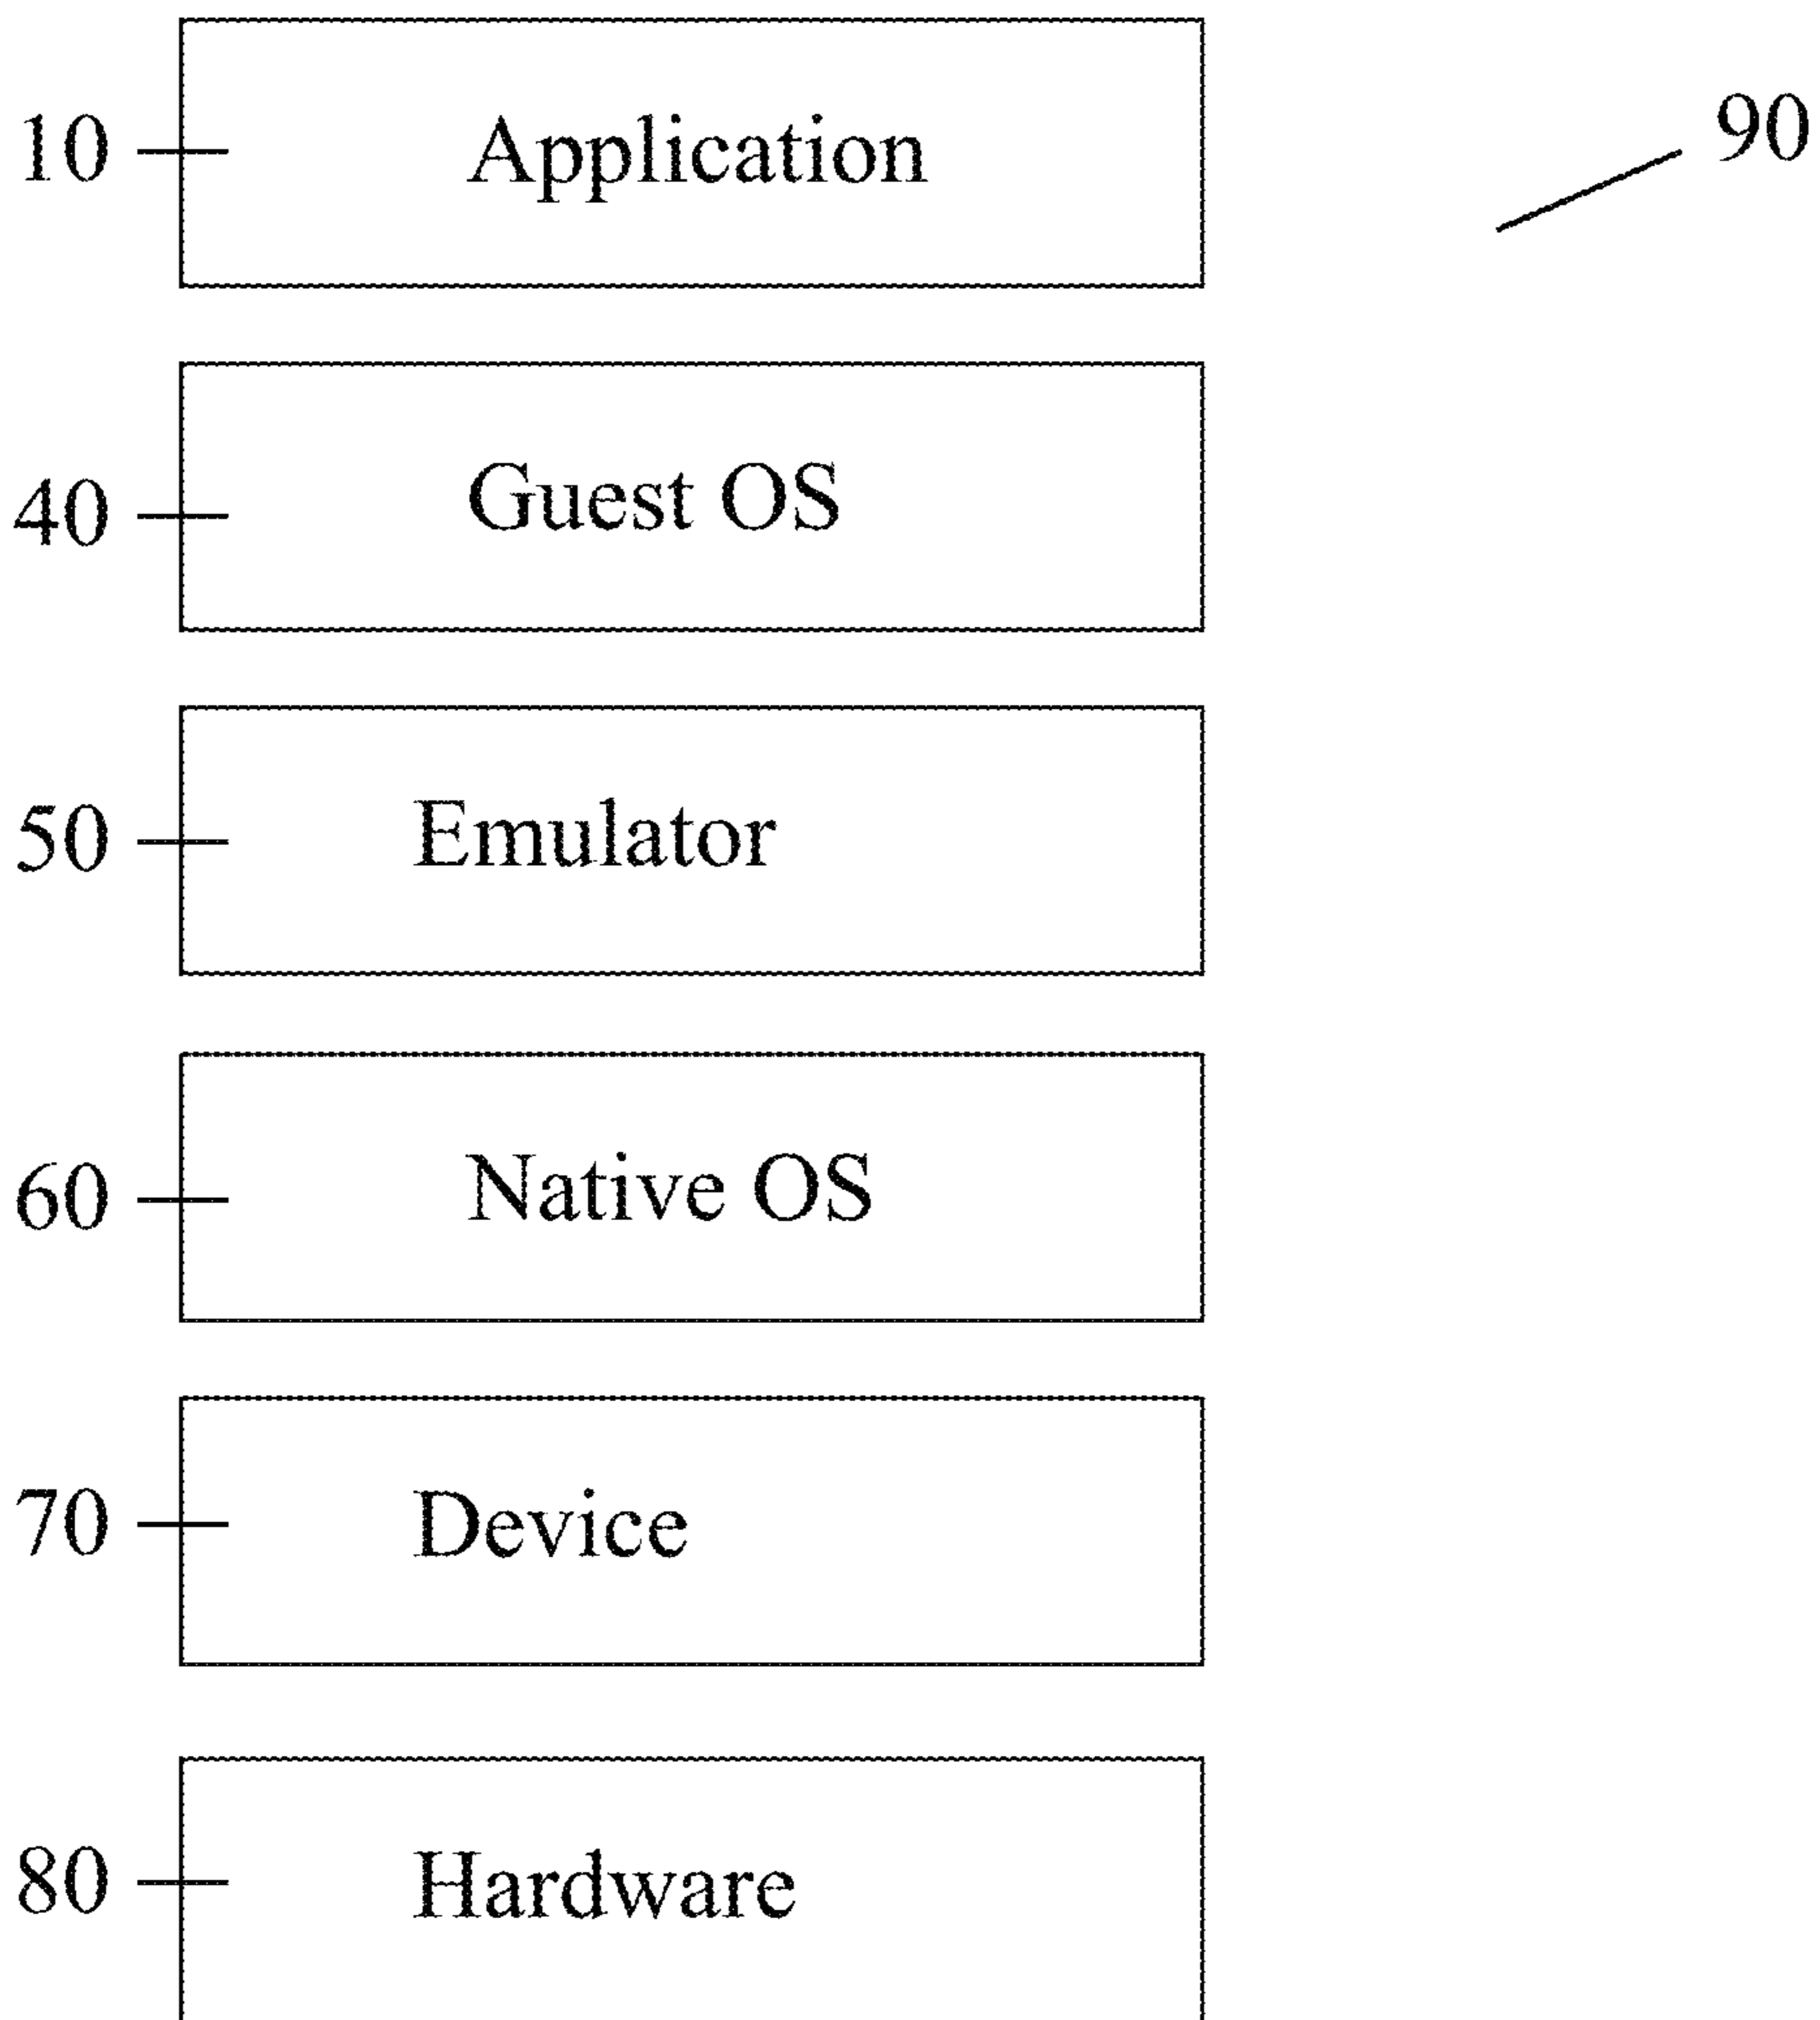 10 Application 90
40 Guest OS
50 Emulator
60 Native OS
70 Device
80 Hardware